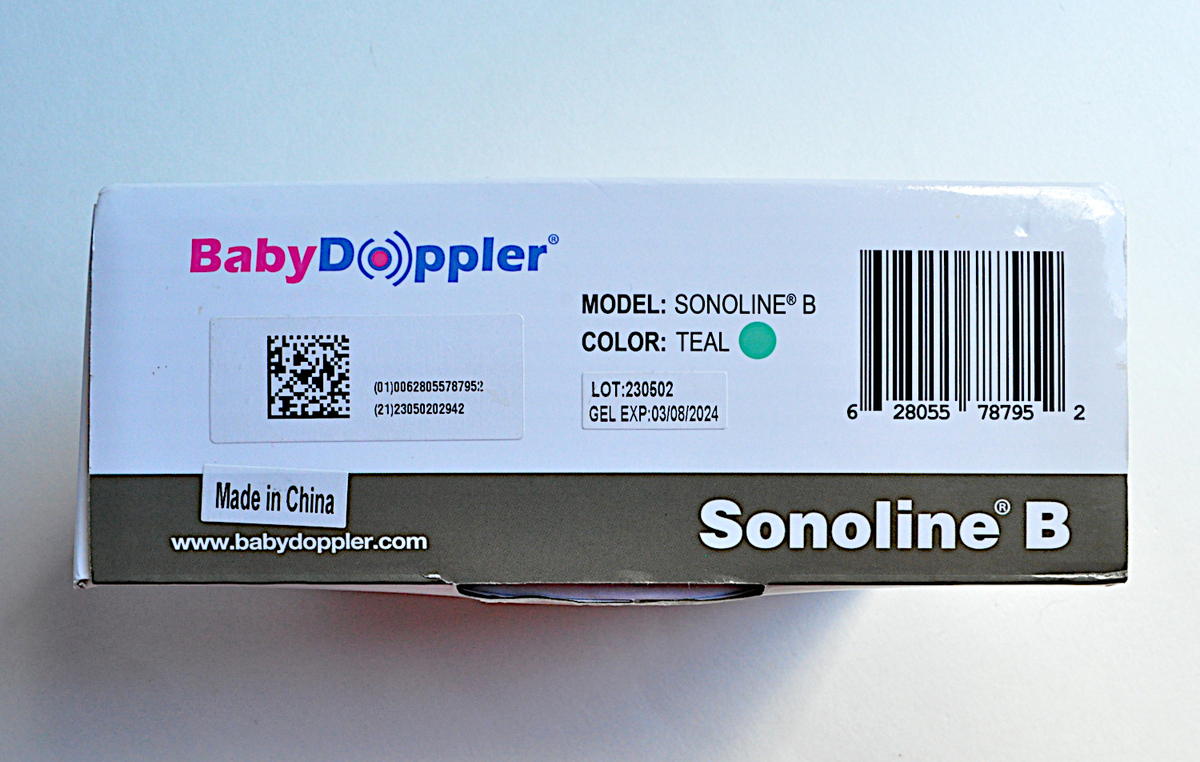 BabyDoppler®
MODEL: SONOLINE® B
COLOR: TEAL
(01)00628055787952
(21)23050202942
LOT:230502
GEL EXP:03/08/2024
6 28055 78795 2
Made in China
www.babydoppler.com
Sonoline® B